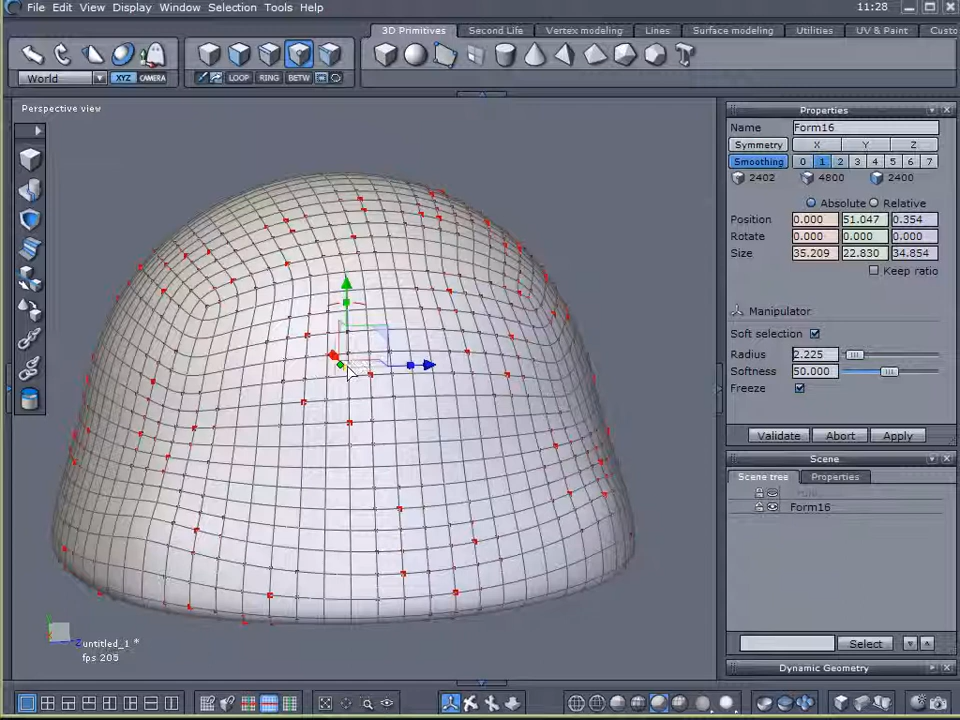 File Edit View Display Window Selection Tools Help 11:28
3D Primitives Second Life Vertex modeling Lines Surface modeling Utilities UV & Paint Custo
World XYZ CAMERA LOOP RING BETW
Perspective view
Properties
Name Form16
Symmetry X Y Z
Smoothing 0 1 2 3 4 5 6 7
2402 4800 2400
Absolute Relative
Position 0.000 51.047 0.354
Rotate 0.000 0.000 0.000
Size 35.209 22.830 34.854
Keep ratio
Manipulator
Soft selection
Radius 2.225
Softness 50.000
Freeze
Validate Abort Apply
Scene
Scene tree Properties
Form16
Select
Dynamic Geometry
untitled_1 *
fps 205